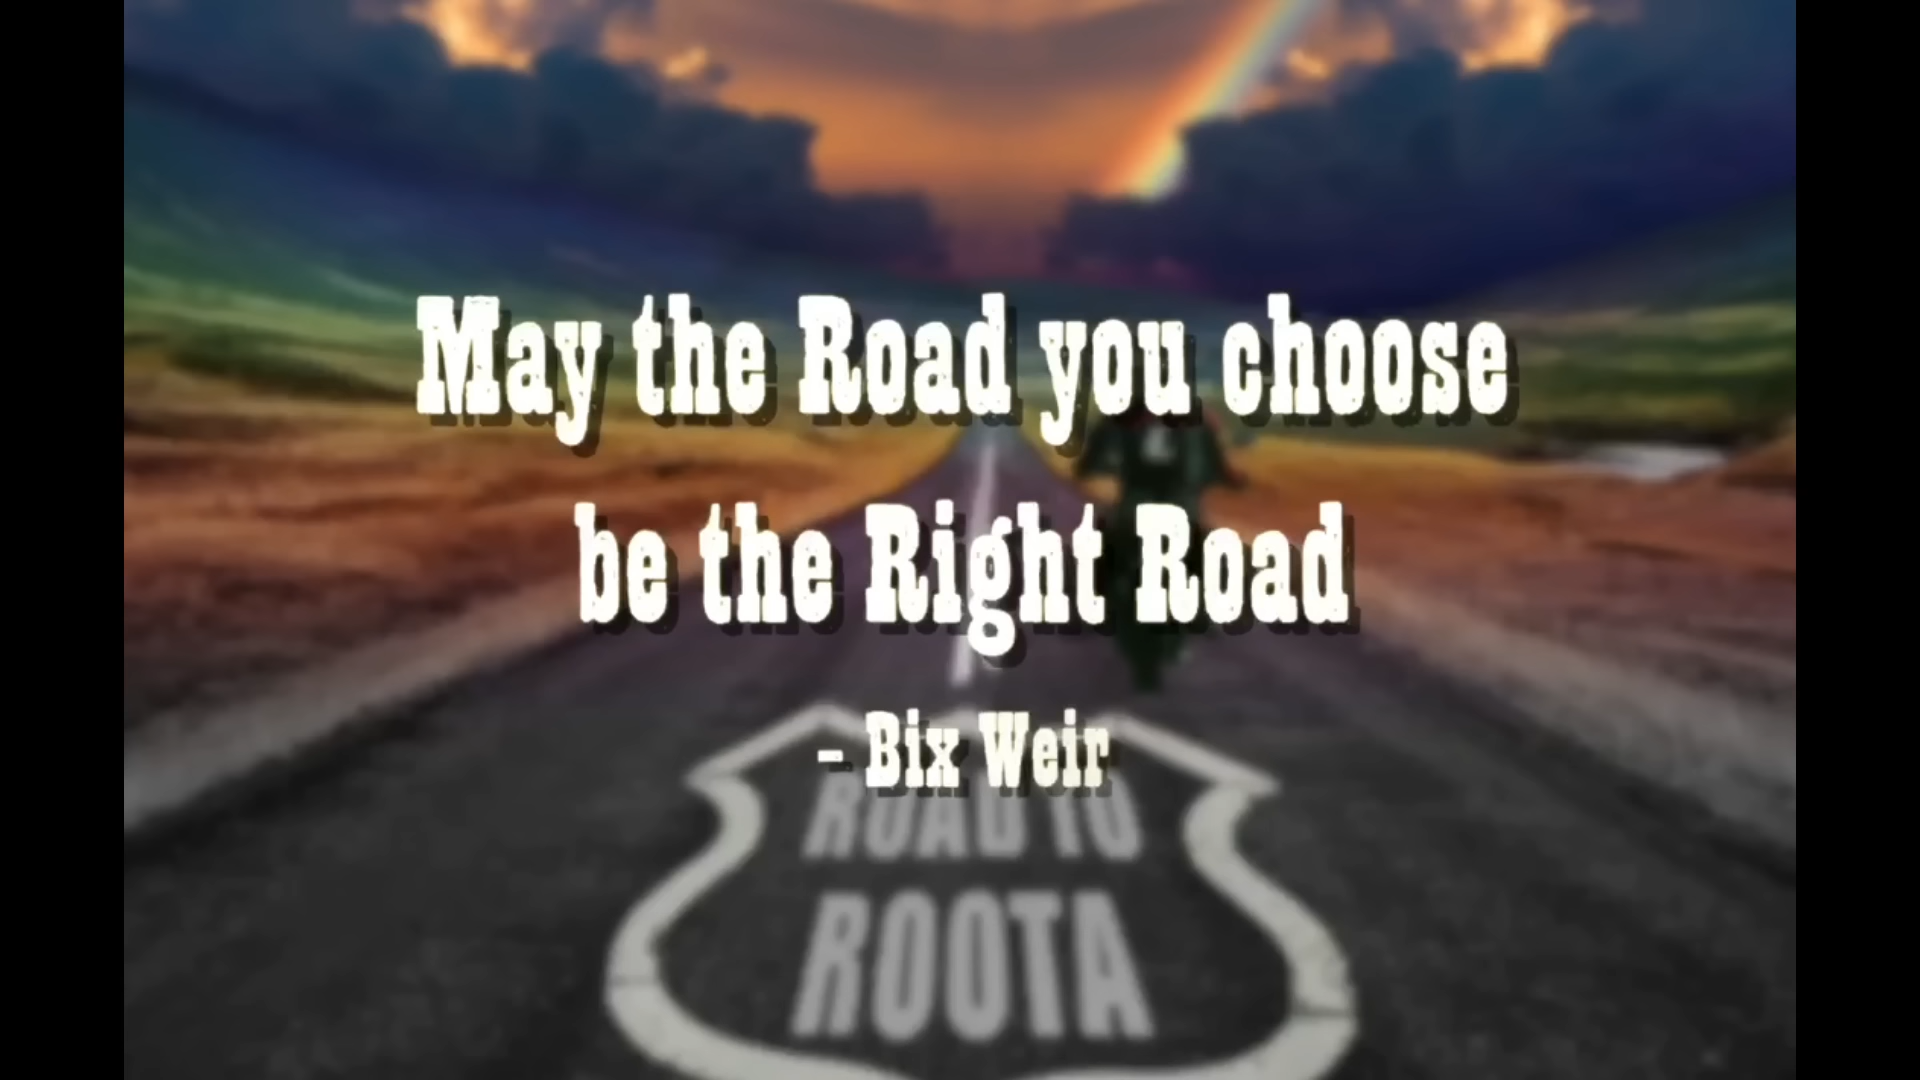 May the Road you choose
be the Right Road
- Bix Weir
ROAD TO
ROOTA